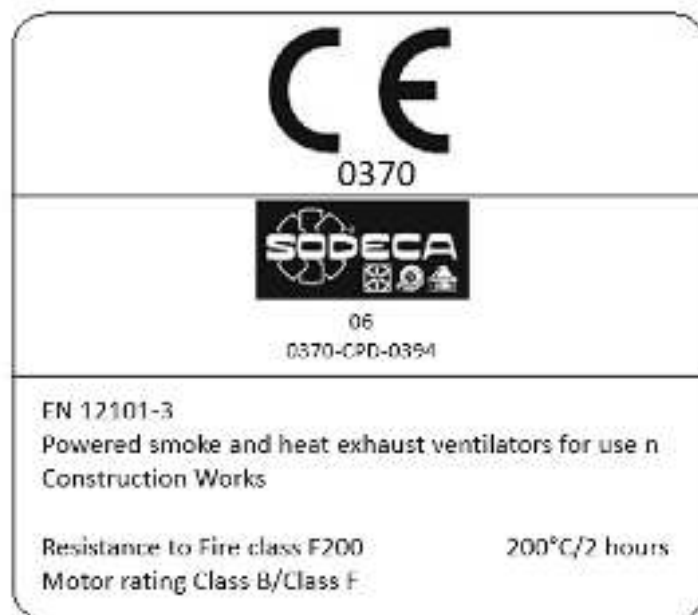 CE
0370
SODECA
06
0370-CPD-0394
EN 12101-3
Powered smoke and heat exhaust ventilators for use n
Construction Works
Resistance to Fire class F200 200°C/2 hours
Motor rating Class B/Class F